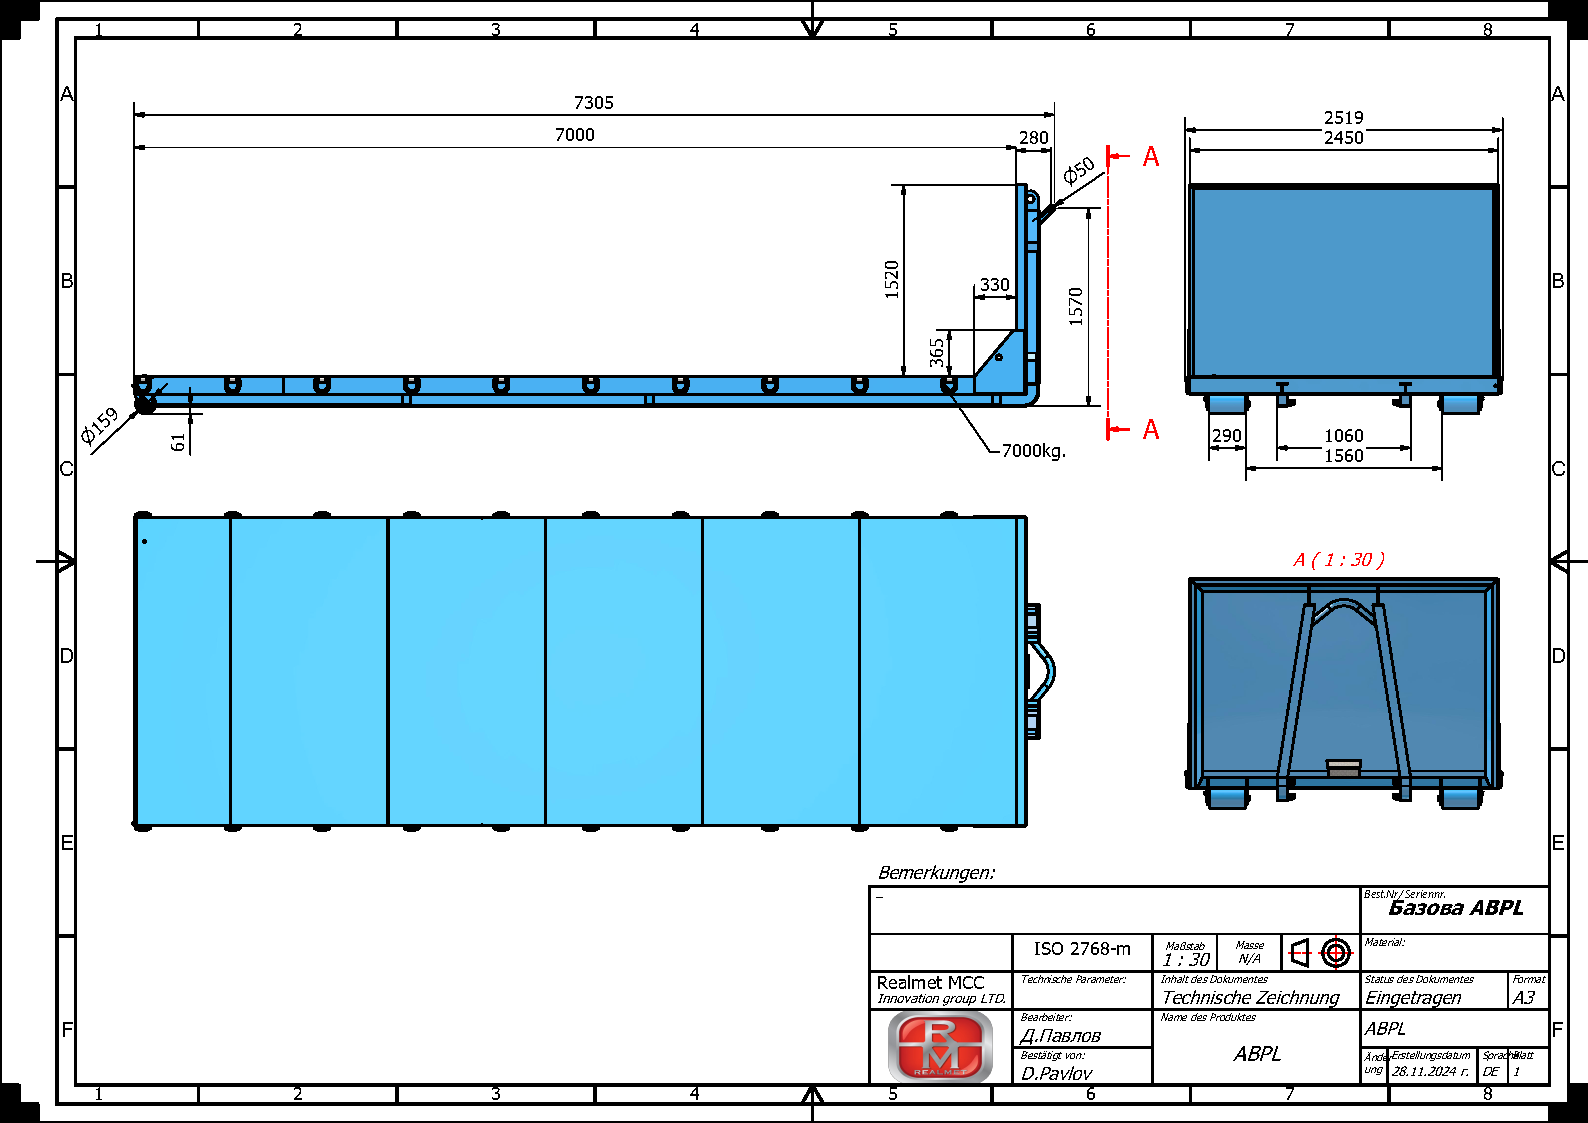 1 2 3 4 5 6 7 8
A A
7305
7000
280
2519
2450
Ø50
A
1520
330
1570
365
B B
Ø159
61
A
7000kg.
290
1060
1560
C C
A ( 1 : 30 )
D D
E E
Bemerkungen:
–
Best.Nr/ Seriennr.
Базова ABPL
ISO 2768-m
Maßstab
1 : 30
Masse
N/A
Material:
Realmet MCC
Innovation group LTD.
Technische Parameter:
Inhalt des Dokumentes
Technische Zeichnung
Status des Dokumentes
Eingetragen
Format
A3
RM
REALMET
Bearbeiter:
Д.Павлов
Name des Produktes
ABPL
ABPL
Bestätigt von:
D.Pavlov
Änder
ung
Erstellungsdatum
28.11.2024 г.
Sprache
DE
Blatt
1
F F
1 2 3 4 5 6 7 8